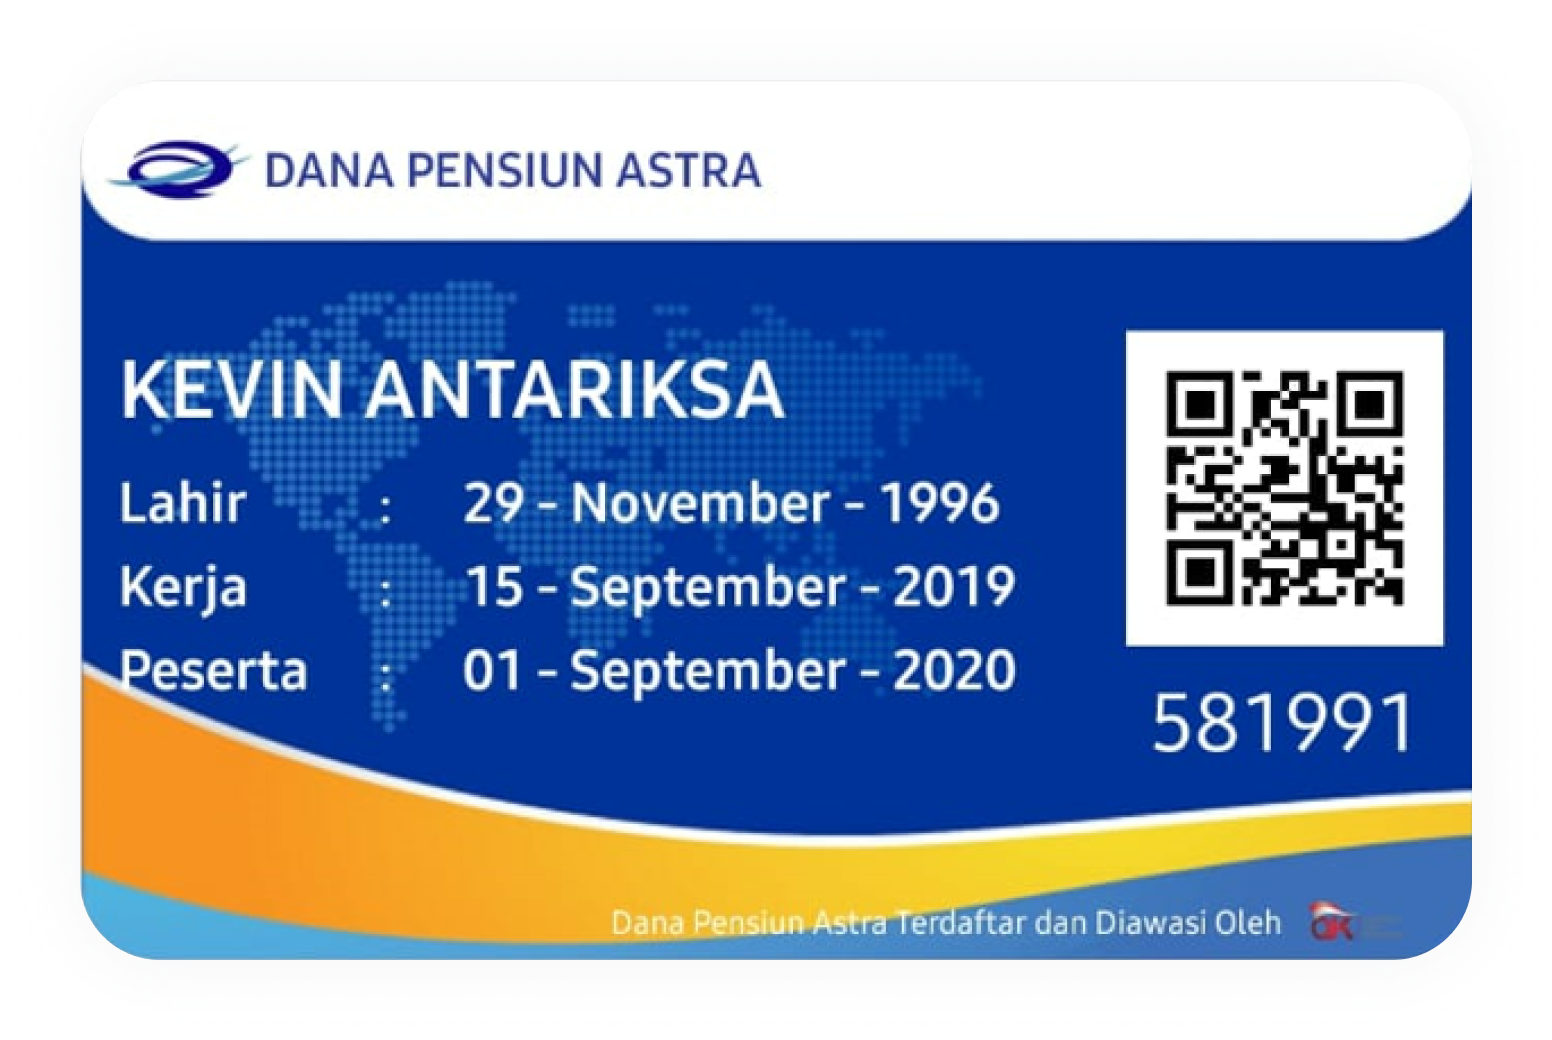 DANA PENSIUN ASTRA
KEVIN ANTARIKSA
Lahir : 29 - November - 1996
Kerja : 15 - September - 2019
Peserta : 01 - September - 2020
581991
Dana Pensiun Astra Terdaftar dan Diawasi Oleh